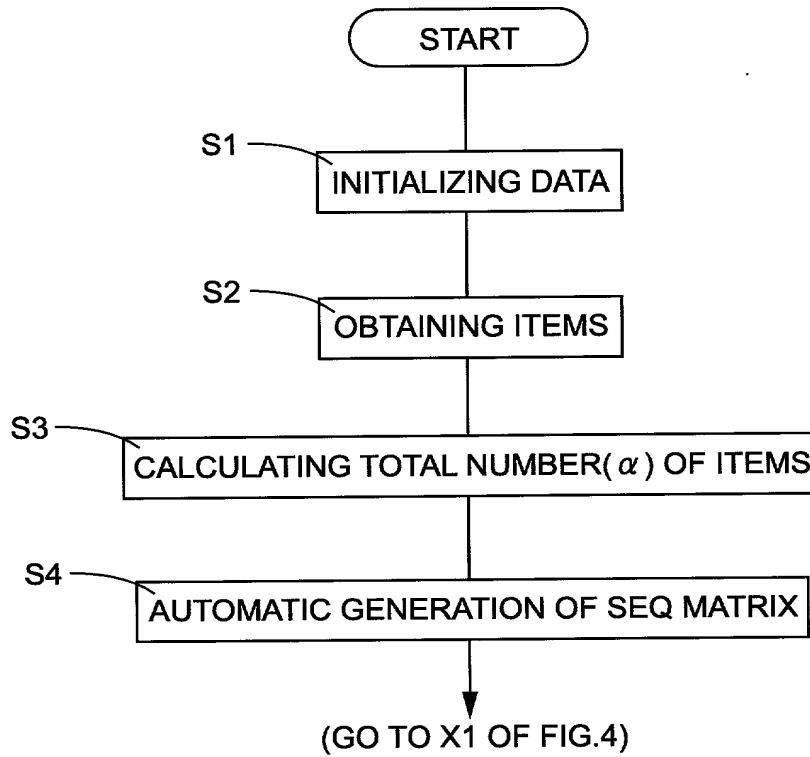 START
S1
INITIALIZING DATA
S2
OBTAINING ITEMS
S3
CALCULATING TOTAL NUMBER(α) OF ITEMS
S4
AUTOMATIC GENERATION OF SEQ MATRIX
(GO TO X1 OF FIG.4)